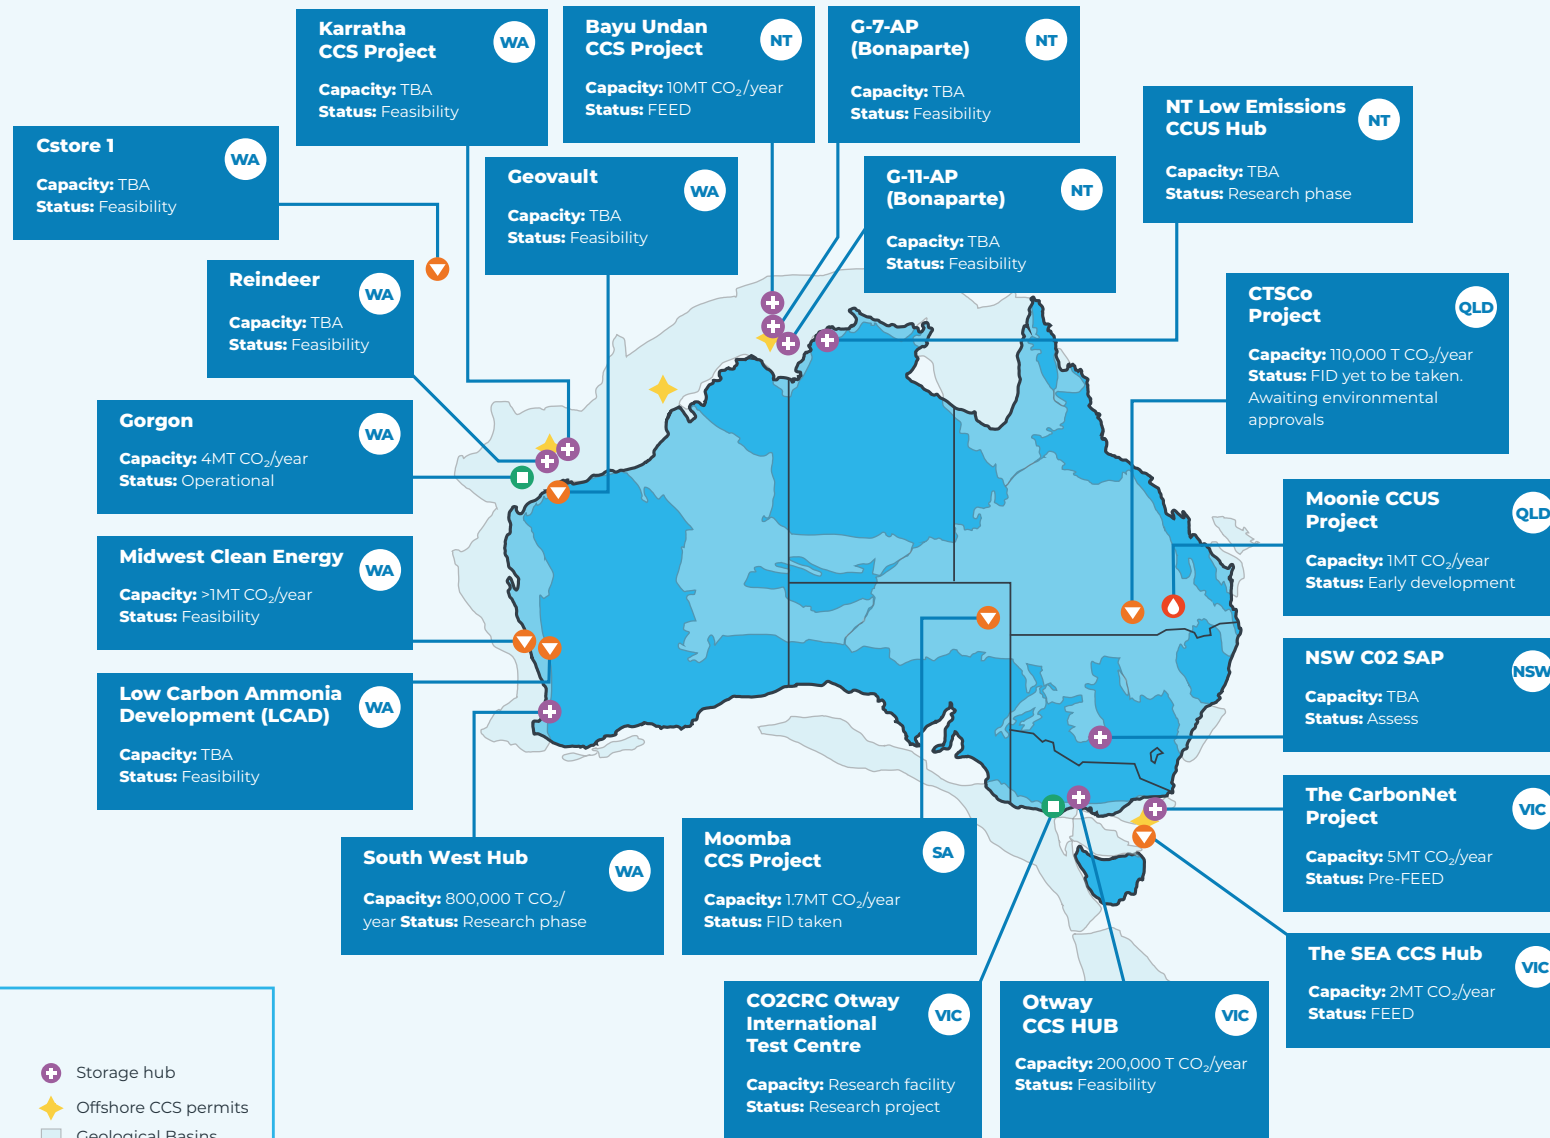 Karratha
CCS Project
WA
Capacity: TBA
Status: Feasibility
Bayu Undan
CCS Project
NT
Capacity: 10MT CO₂/year
Status: FEED
G-7-AP
(Bonaparte)
NT
Capacity: TBA
Status: Feasibility
NT Low Emissions
CCUS Hub
NT
Capacity: TBA
Status: Research phase
Cstore 1
WA
Capacity: TBA
Status: Feasibility
Geovault
WA
Capacity: TBA
Status: Feasibility
G-11-AP
(Bonaparte)
NT
Capacity: TBA
Status: Feasibility
Reindeer
WA
Capacity: TBA
Status: Feasibility
CTSCo
Project
QLD
Capacity: 110,000 T CO₂/year
Status: FID yet to be taken.
Awaiting environmental
approvals
Gorgon
WA
Capacity: 4MT CO₂/year
Status: Operational
Moonie CCUS
Project
QLD
Capacity: 1MT CO₂/year
Status: Early development
Midwest Clean Energy
WA
Capacity: >1MT CO₂/year
Status: Feasibility
NSW C02 SAP
NSW
Capacity: TBA
Status: Assess
Low Carbon Ammonia
Development (LCAD)
WA
Capacity: TBA
Status: Feasibility
The CarbonNet
Project
VIC
Capacity: 5MT CO₂/year
Status: Pre-FEED
South West Hub
WA
Capacity: 800,000 T CO₂/
year Status: Research phase
Moomba
CCS Project
SA
Capacity: 1.7MT CO₂/year
Status: FID taken
The SEA CCS Hub
VIC
Capacity: 2MT CO₂/year
Status: FEED
CO2CRC Otway
International
Test Centre
VIC
Capacity: Research facility
Status: Research project
Otway
CCS HUB
VIC
Capacity: 200,000 T CO₂/year
Status: Feasibility
Storage hub
Offshore CCS permits
Geological Basins